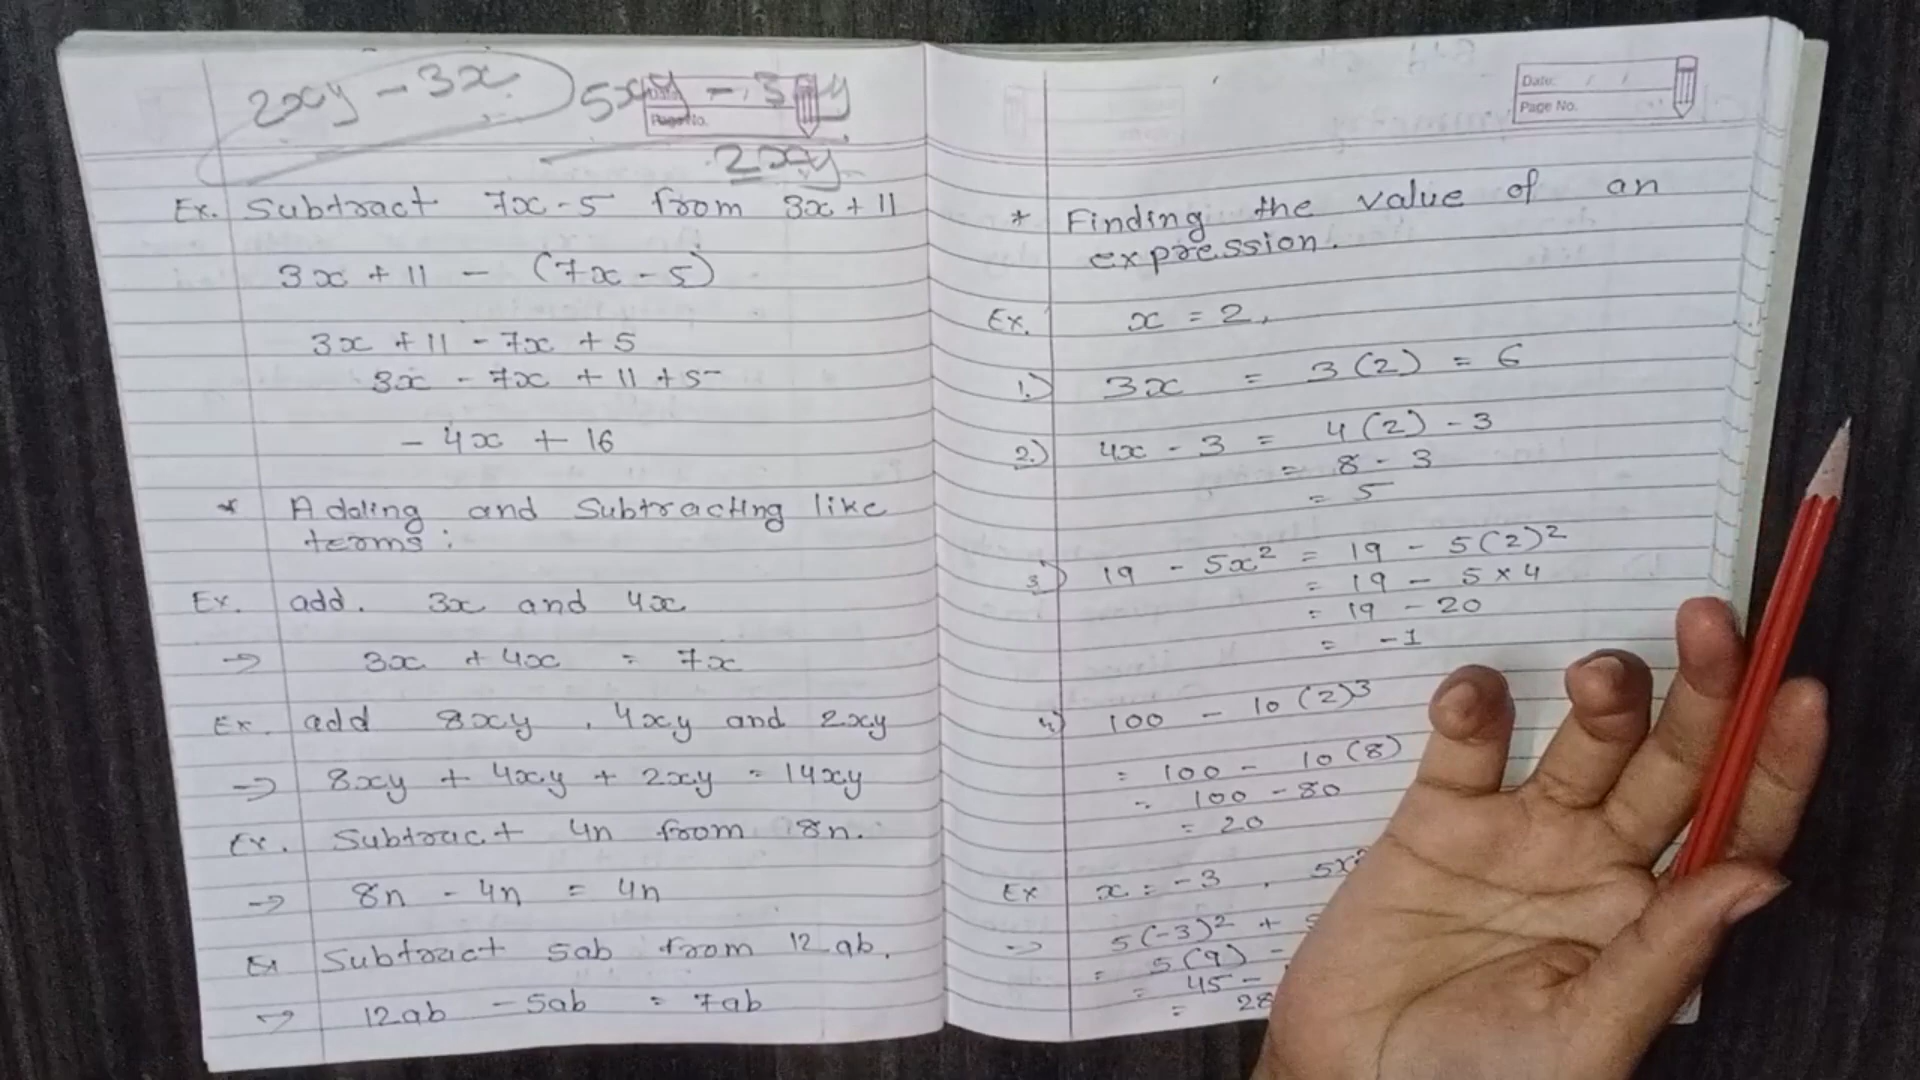 2xy - 3x
5xy - 3xy
Page No.
2xy
Ex. Subtract 7x-5 from 3x + 11
3x + 11 - (7x - 5)
3x + 11 - 7x + 5
3x - 7x + 11 + 5
- 4x + 16
* Adding and Subtracting like
terms :
Ex. add. 3x and 4x
→ 3x + 4x = 7x
Ex. add 8xy , 4xy and 2xy
→ 8xy + 4xy + 2xy = 14xy
Ex. Subtract 4n from 8n.
→ 8n - 4n = 4n
Ex Subtract 5ab from 12ab.
→ 12ab - 5ab = 7ab
Date: / /
Page No.
* Finding the value of an
expression.
Ex. x = 2,
1.) 3x = 3(2) = 6
2.) 4x - 3 = 4(2) - 3
= 8 - 3
= 5
3) 19 - 5x² = 19 - 5(2)²
= 19 - 5×4
= 19 - 20
= -1
4) 100 - 10(2)³
= 100 - 10(8)
= 100 - 80
= 20
Ex x = -3 , 5x²
→ 5(-3)² +
= 5(9) -
= 45 -
= 28